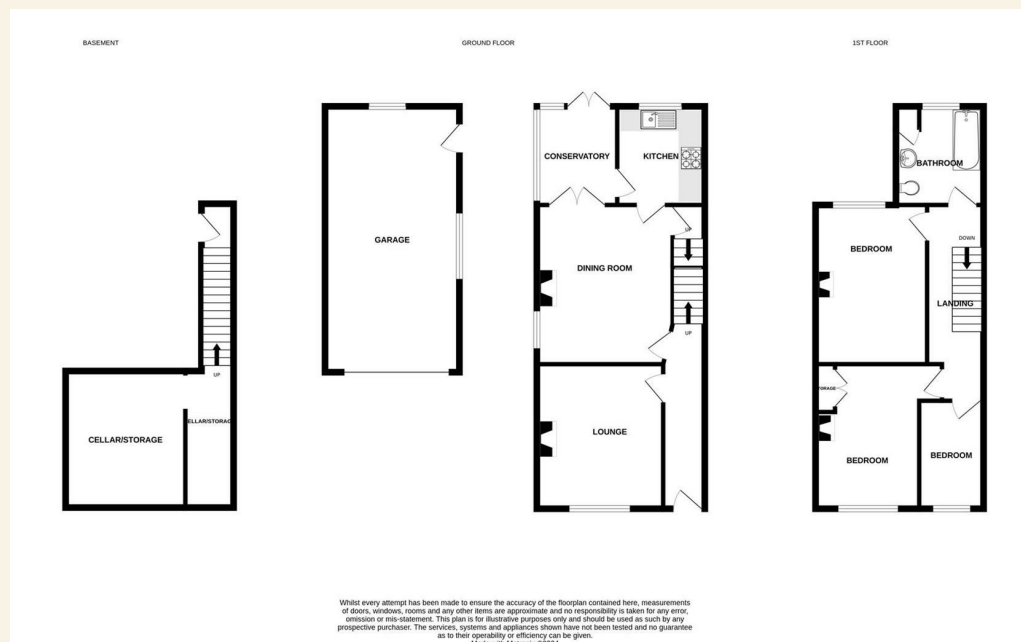 BASEMENT
GROUND FLOOR
1ST FLOOR
CONSERVATORY
KITCHEN
BATHROOM
GARAGE
UP
DINING ROOM
BEDROOM
DOWN
LANDING
UP
UP
CELLAR/STORAGE
ELLAR/STORAG
LOUNGE
TORAGE
BEDROOM
BEDROOM
Whilst every attempt has been made to ensure the accuracy of the floorplan contained here, measurements
of doors, windows, rooms and any other items are approximate and no responsibility is taken for any error,
omission or mis-statement. This plan is for illustrative purposes only and should be used as such by any
prospective purchaser. The services, systems and appliances shown have not been tested and no guarantee
as to their operability or efficiency can be given.